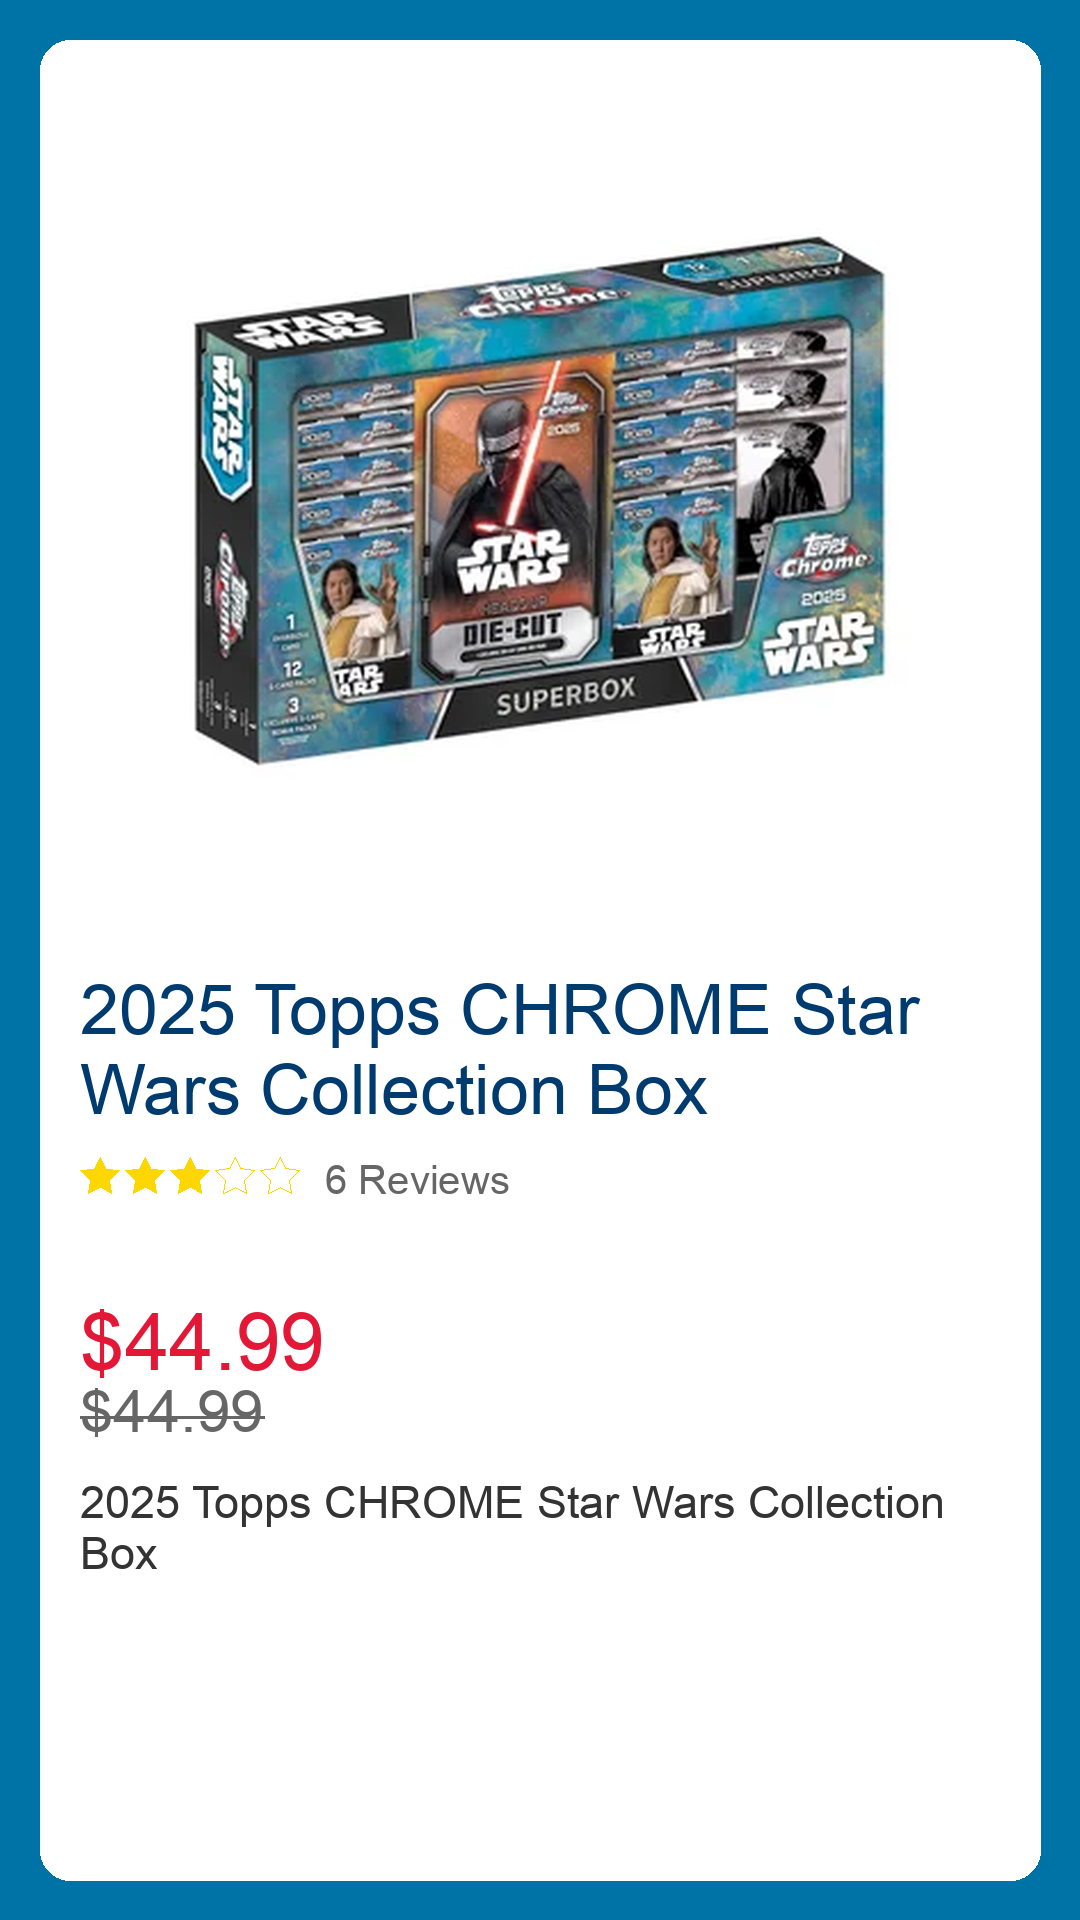 STAR
WARS
TOPPS
Chrome
SUPERBOX
STAR
WARS
Topps
Chrome
2025
STAR
WARS
DIE-CUT
STAR
WARS
TOPPS
Chrome
2025
STAR
WARS
1
12
3
SUPERBOX
2025 Topps CHROME Star
Wars Collection Box
6 Reviews
$44.99
$44.99
2025 Topps CHROME Star Wars Collection
Box